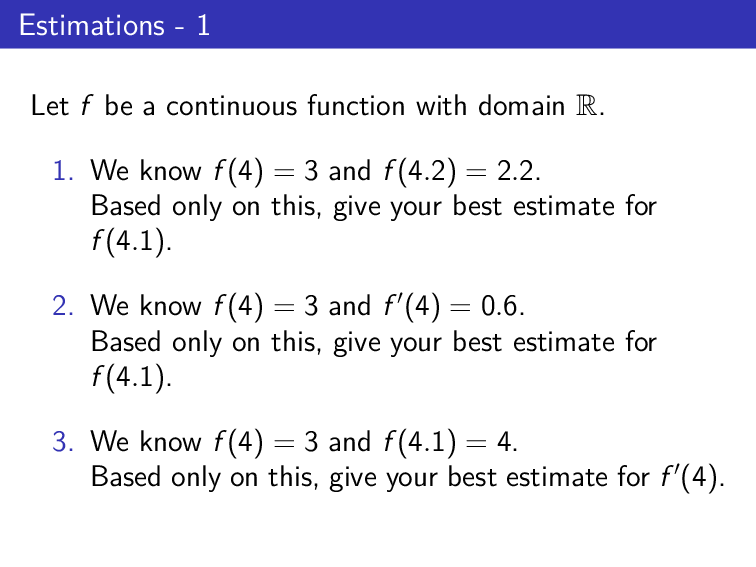 Estimations - 1
Let f be a continuous function with domain ℝ.
1. We know f(4) = 3 and f(4.2) = 2.2.
Based only on this, give your best estimate for
f(4.1).
2. We know f(4) = 3 and f′(4) = 0.6.
Based only on this, give your best estimate for
f(4.1).
3. We know f(4) = 3 and f(4.1) = 4.
Based only on this, give your best estimate for f′(4).